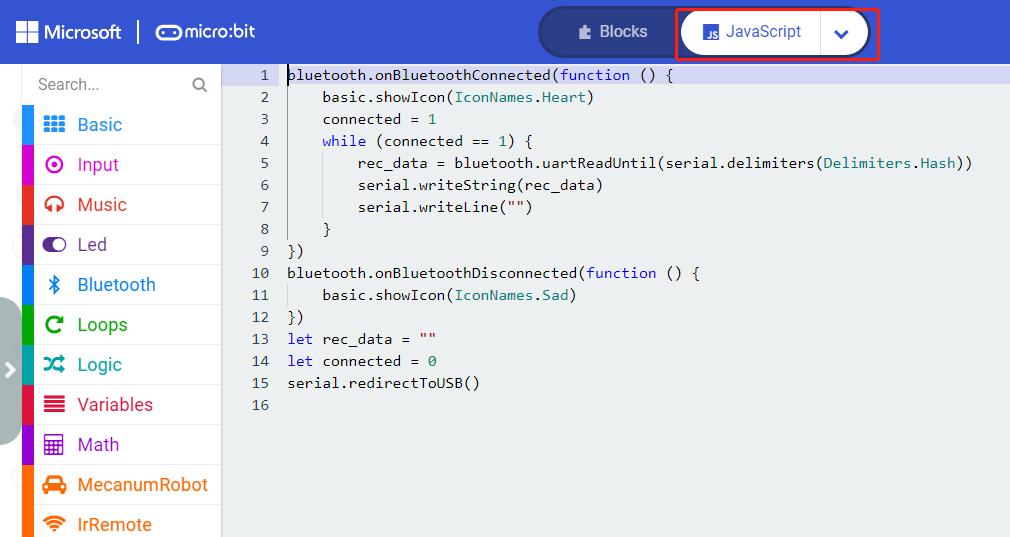 Microsoft micro:bit Blocks JS JavaScript
Search...
Basic
Input
Music
Led
Bluetooth
Loops
Logic
Variables
Math
MecanumRobot
IrRemote
1 bluetooth.onBluetoothConnected(function () {
2 basic.showIcon(IconNames.Heart)
3 connected = 1
4 while (connected == 1) {
5 rec_data = bluetooth.uartReadUntil(serial.delimiters(Delimiters.Hash))
6 serial.writeString(rec_data)
7 serial.writeLine("")
8 }
9 })
10 bluetooth.onBluetoothDisconnected(function () {
11 basic.showIcon(IconNames.Sad)
12 })
13 let rec_data = ""
14 let connected = 0
15 serial.redirectToUSB()
16